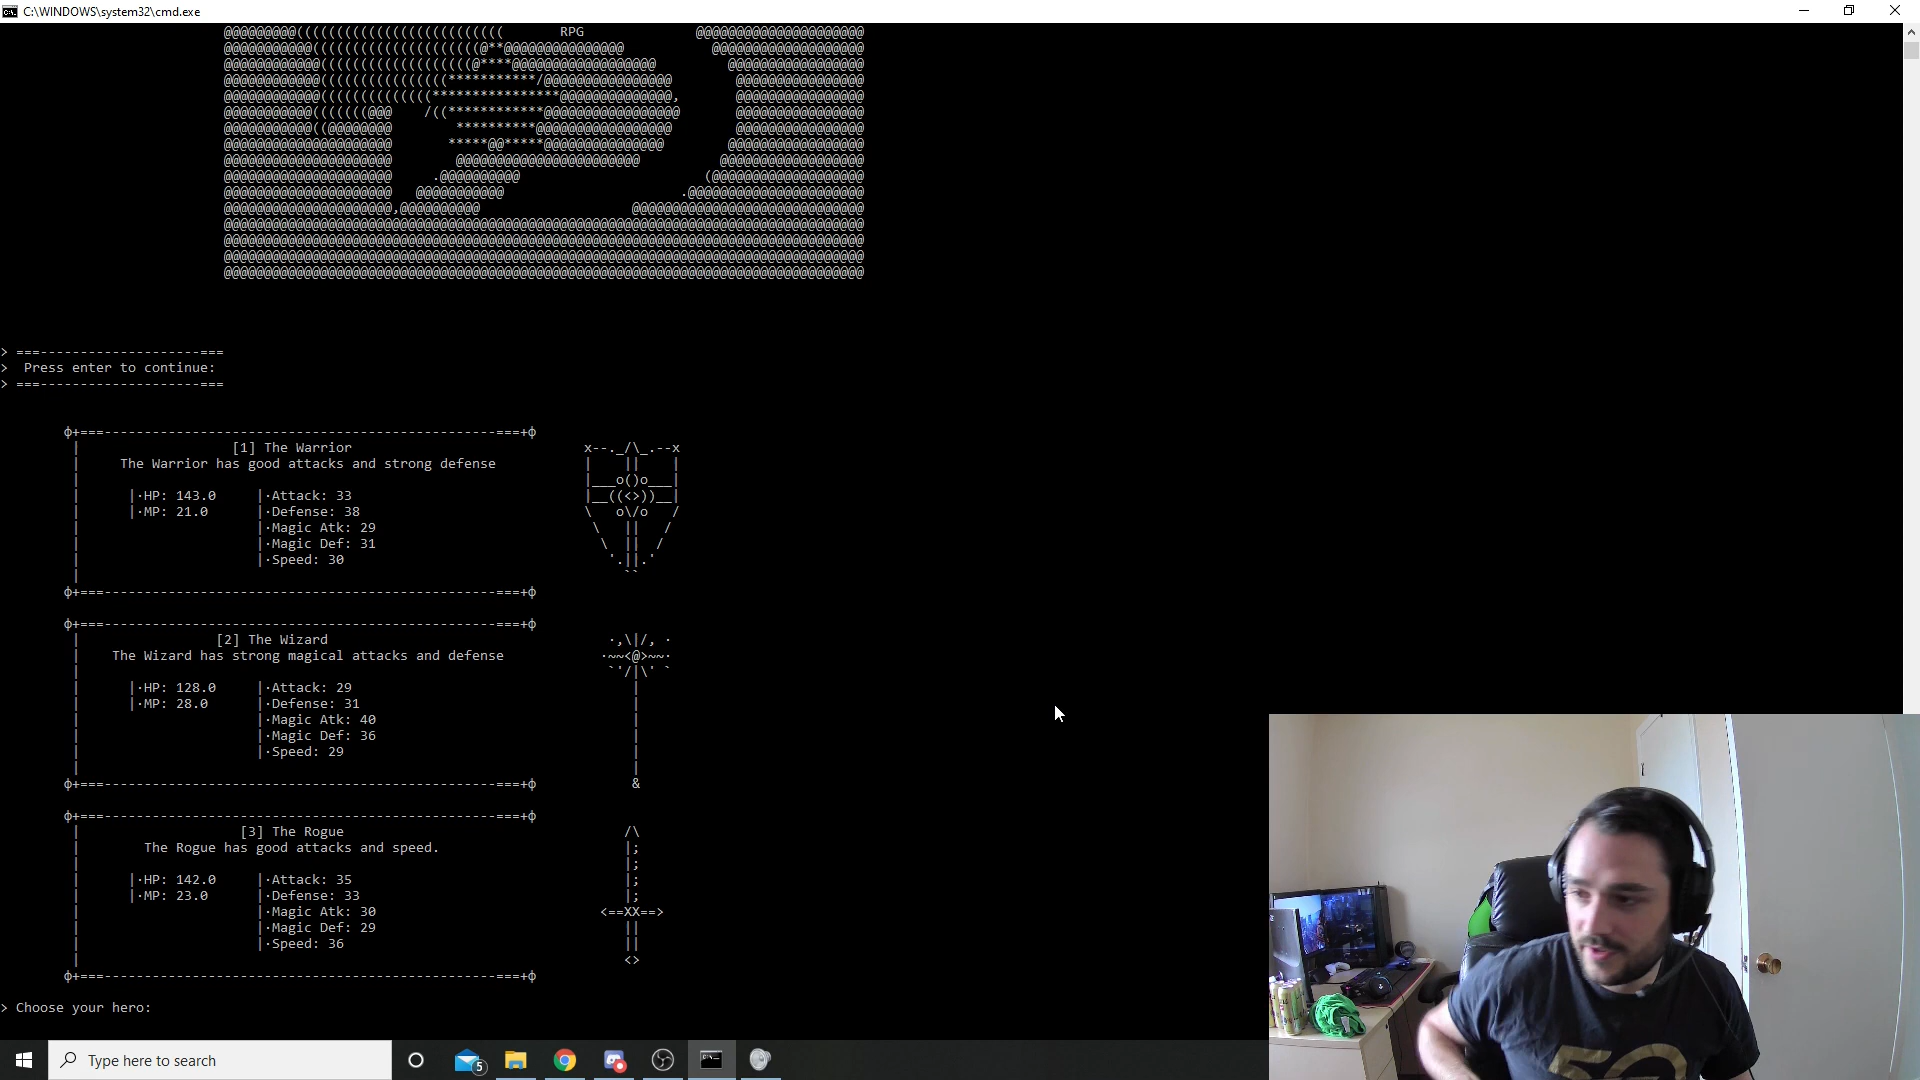 C:\WINDOWS\system32\cmd.exe
RPG
> ===----------------------===
>  Press enter to continue:
> ===----------------------===
[1] The Warrior
The Warrior has good attacks and strong defense
|·HP: 143.0 |·Attack: 33
|·MP: 21.0 |·Defense: 38
|·Magic Atk: 29
|·Magic Def: 31
|·Speed: 30
[2] The Wizard
The Wizard has strong magical attacks and defense
|·HP: 128.0 |·Attack: 29
|·MP: 28.0 |·Defense: 31
|·Magic Atk: 40
|·Magic Def: 36
|·Speed: 29
[3] The Rogue
The Rogue has good attacks and speed.
|·HP: 142.0 |·Attack: 35
|·MP: 23.0 |·Defense: 33
|·Magic Atk: 30
|·Magic Def: 29
|·Speed: 36
> Choose your hero:
Type here to search
5
50